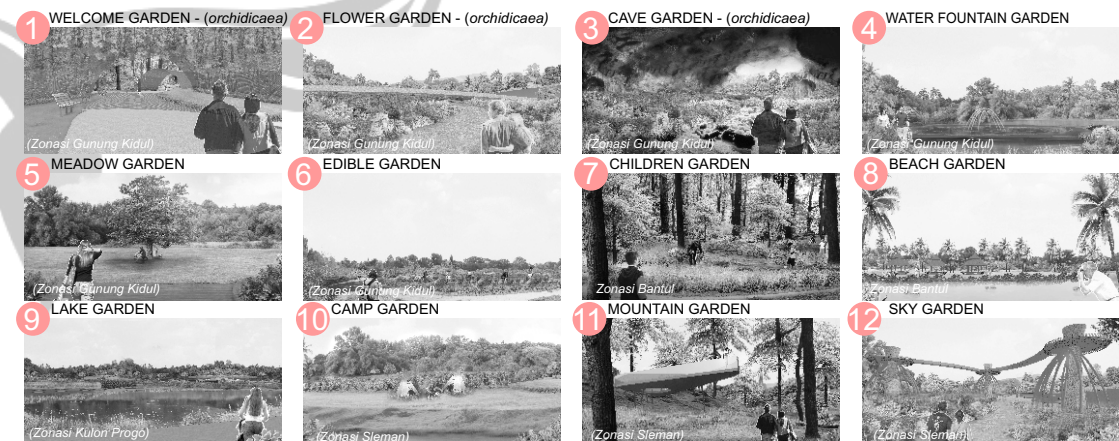 1 WELCOME GARDEN - (orchidicaea)
(Zonasi Gunung Kidul)
2 FLOWER GARDEN - (orchidicaea)
(Zonasi Gunung Kidul)
3 CAVE GARDEN - (orchidicaea)
(Zonasi Gunung Kidul)
4 WATER FOUNTAIN GARDEN
(Zonasi Gunung Kidul)
5 MEADOW GARDEN
(Zonasi Gunung Kidul)
6 EDIBLE GARDEN
(Zonasi Gunung Kidul)
7 CHILDREN GARDEN
Zonasi Bantul
8 BEACH GARDEN
Zonasi Bantul
9 LAKE GARDEN
(Zonasi Kulon Progo)
10 CAMP GARDEN
(Zonasi Sleman)
11 MOUNTAIN GARDEN
(Zonasi Sleman)
12 SKY GARDEN
(Zonasi Sleman)